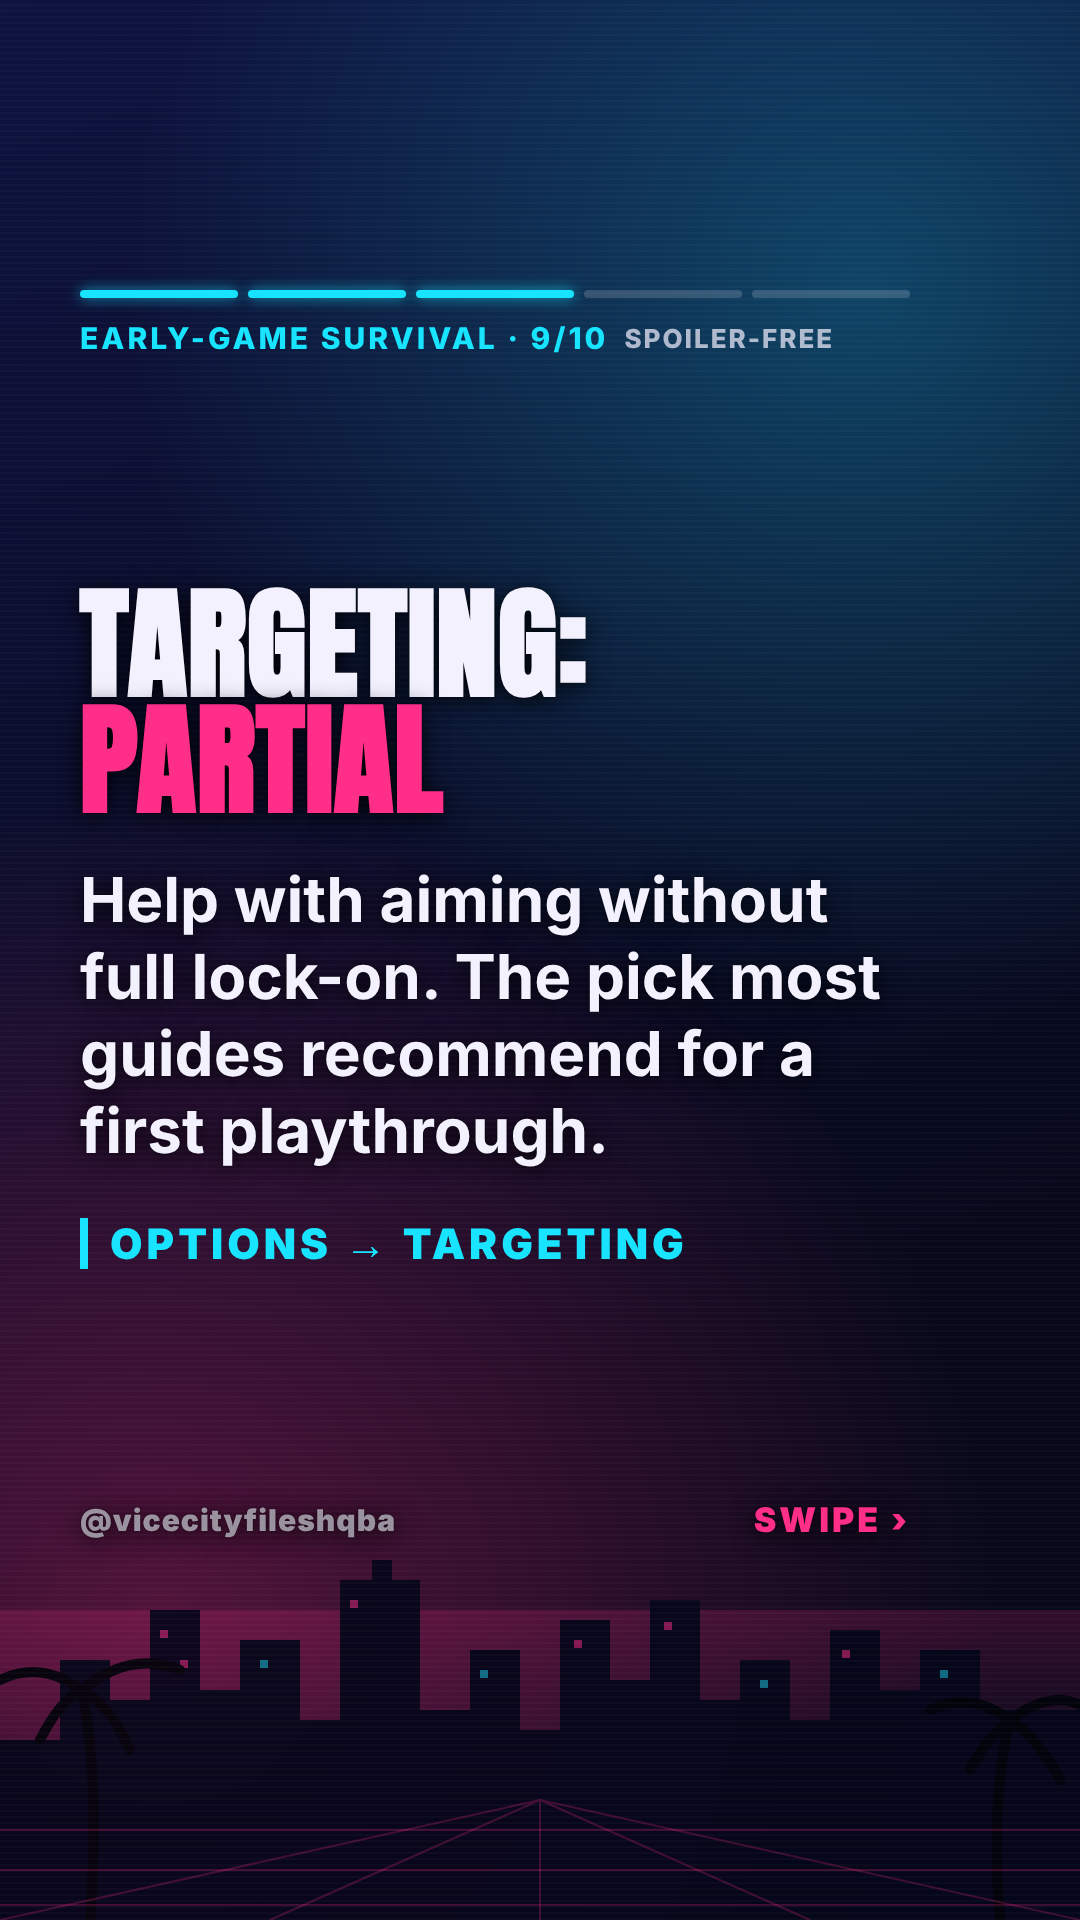 EARLY-GAME SURVIVAL · 9/10 SPOILER-FREE
TARGETING:
PARTIAL
Help with aiming without
full lock-on. The pick most
guides recommend for a
first playthrough.
OPTIONS → TARGETING
@vicecityfileshqba
SWIPE ›